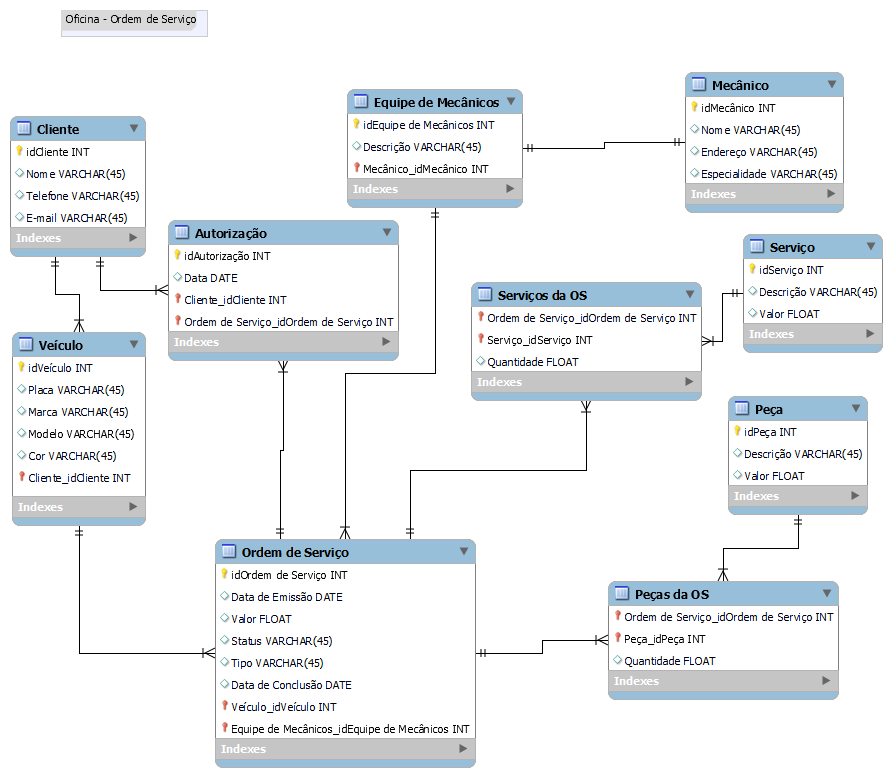 Oficina - Ordem de Serviço
Cliente
idCliente INT
Nome VARCHAR(45)
Telefone VARCHAR(45)
E-mail VARCHAR(45)
Indexes
Autorização
idAutorização INT
Data DATE
Cliente_idCliente INT
Ordem de Serviço_idOrdem de Serviço INT
Indexes
Equipe de Mecânicos
idEquipe de Mecânicos INT
Descrição VARCHAR(45)
Mecânico_idMecânico INT
Indexes
Mecânico
idMecânico INT
Nome VARCHAR(45)
Endereço VARCHAR(45)
Especialidade VARCHAR(45)
Indexes
Serviços da OS
Ordem de Serviço_idOrdem de Serviço INT
Serviço_idServiço INT
Quantidade FLOAT
Indexes
Serviço
idServiço INT
Descrição VARCHAR(45)
Valor FLOAT
Indexes
Veículo
idVeículo INT
Placa VARCHAR(45)
Marca VARCHAR(45)
Modelo VARCHAR(45)
Cor VARCHAR(45)
Cliente_idCliente INT
Indexes
Peça
idPeça INT
Descrição VARCHAR(45)
Valor FLOAT
Indexes
Ordem de Serviço
idOrdem de Serviço INT
Data de Emissão DATE
Valor FLOAT
Status VARCHAR(45)
Tipo VARCHAR(45)
Data de Conclusão DATE
Veículo_idVeículo INT
Equipe de Mecânicos_idEquipe de Mecânicos INT
Indexes
Peças da OS
Ordem de Serviço_idOrdem de Serviço INT
Peça_idPeça INT
Quantidade FLOAT
Indexes